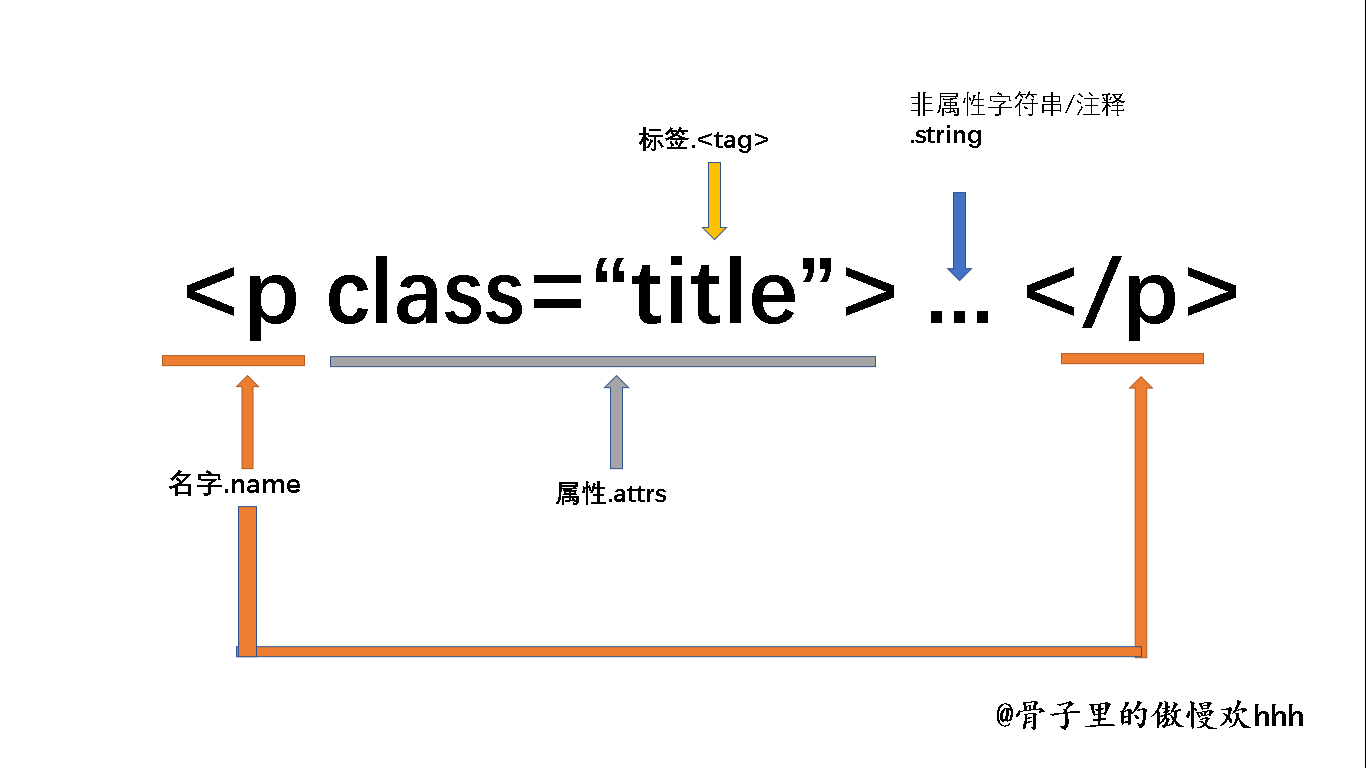 非属性字符串/注释
.string
标签.<tag>
<p class=“title”> … </p>
名字.name
属性.attrs
@骨子里的傲慢欢hhh